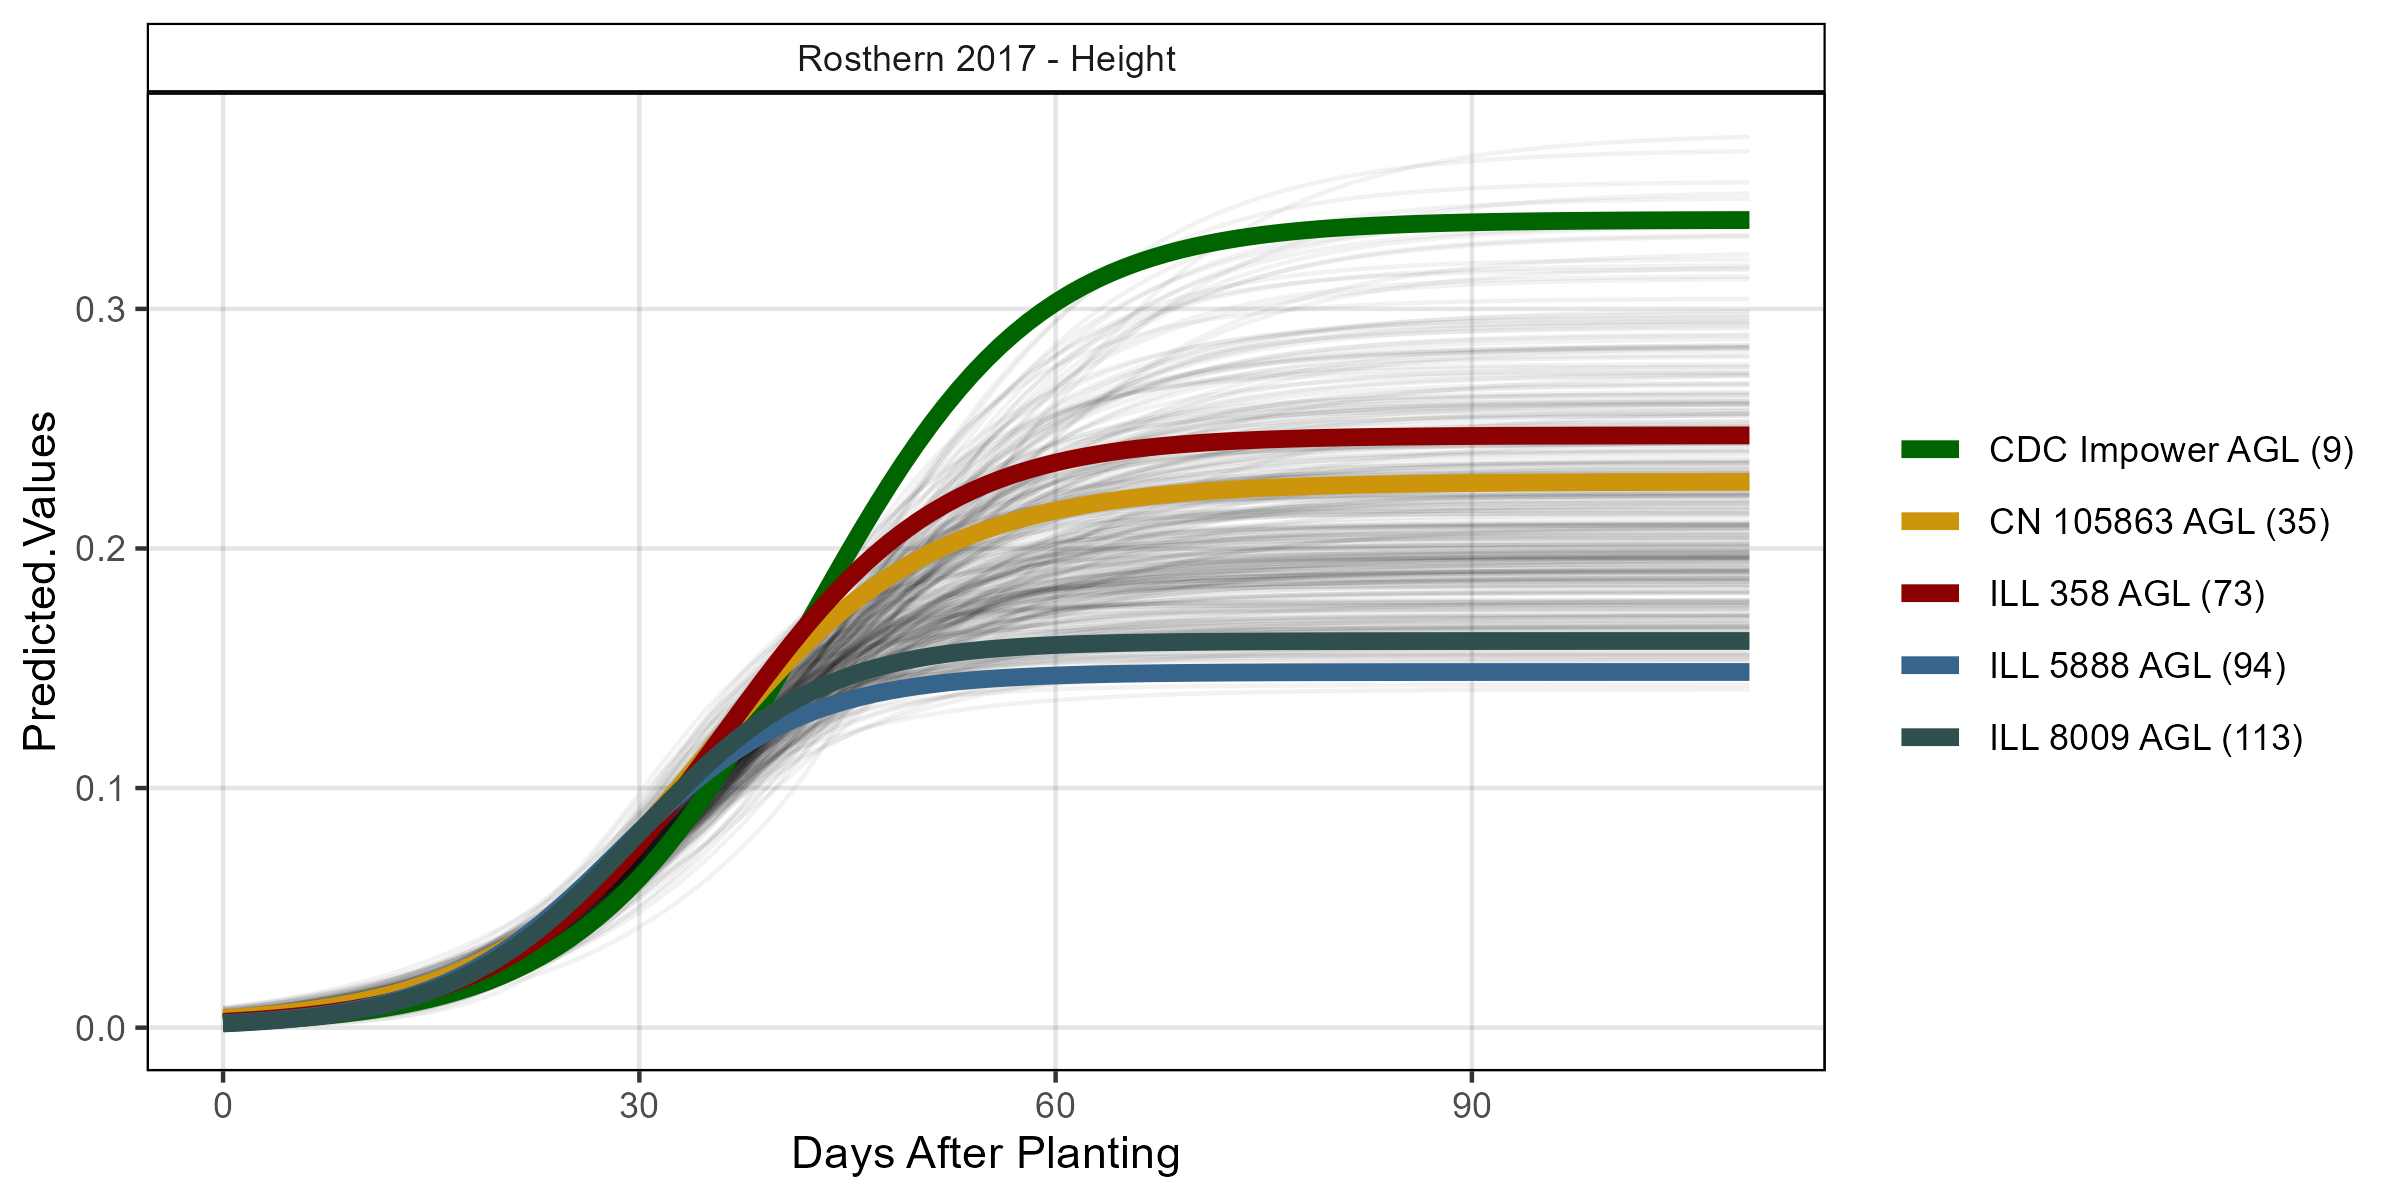 Rosthern 2017 - Height
Predicted.Values
0.3
0.2
0.1
0.0
0
30
60
90
Days After Planting
CDC Impower AGL (9)
CN 105863 AGL (35)
ILL 358 AGL (73)
ILL 5888 AGL (94)
ILL 8009 AGL (113)